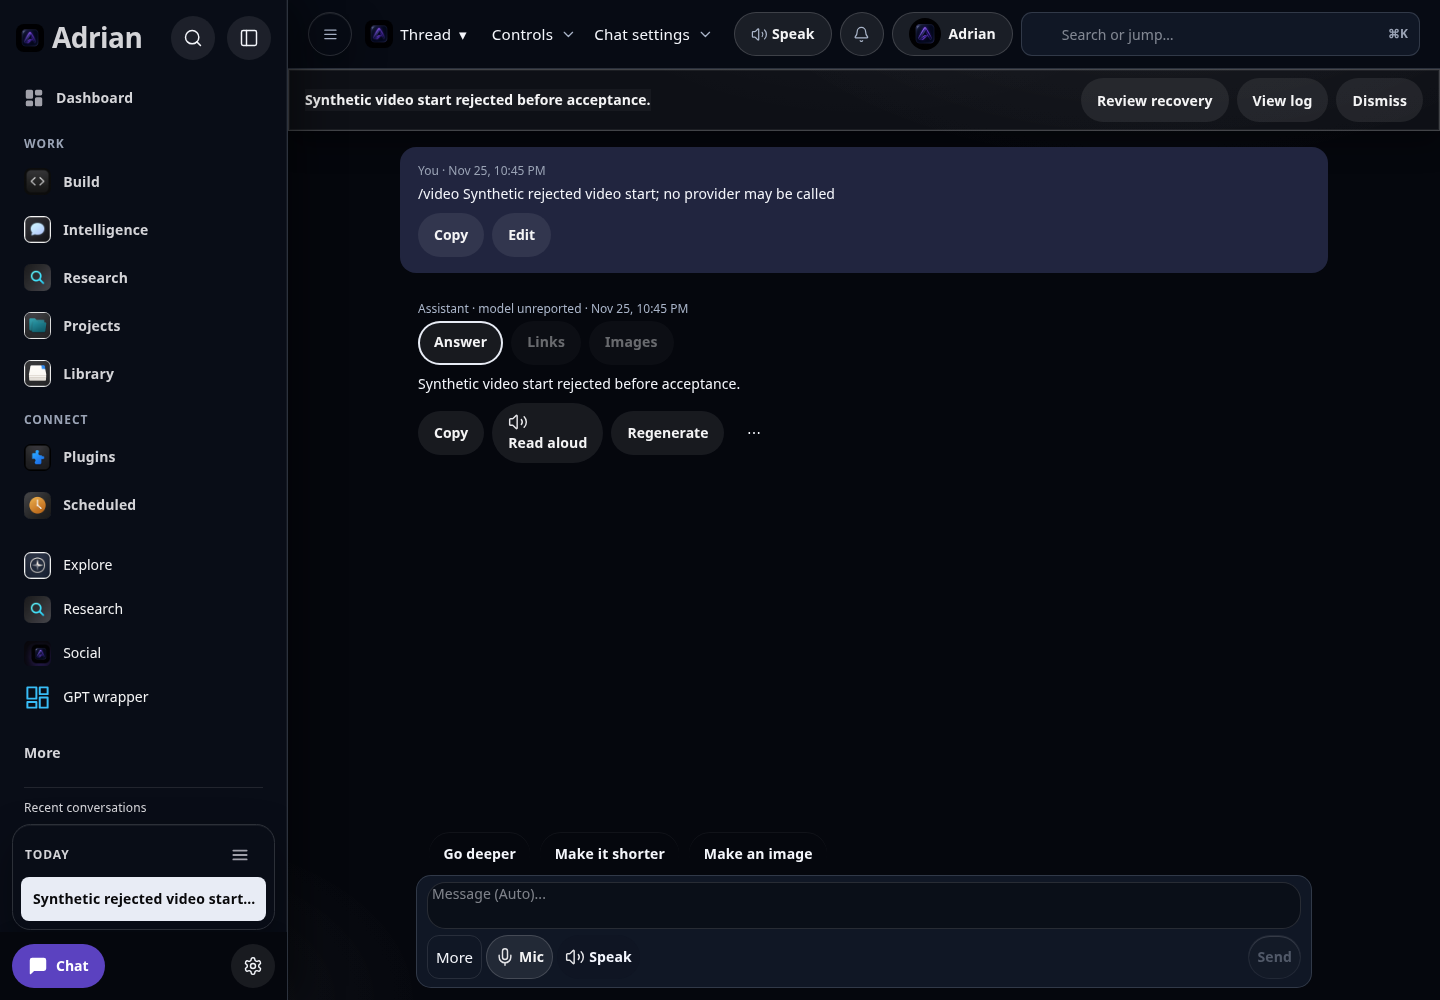 Adrian
Dashboard
WORK
Build
Intelligence
Research
Projects
Library
CONNECT
Plugins
Scheduled
Explore
Research
Social
GPT wrapper
More
Recent conversations
TODAY
Synthetic rejected video start...
Chat
Thread ▾
Controls
Chat settings
Speak
Adrian
Search or jump...
⌘K
Synthetic video start rejected before acceptance.
Review recovery
View log
Dismiss
You · Nov 25, 10:45 PM
/video Synthetic rejected video start; no provider may be called
Copy
Edit
Assistant · model unreported · Nov 25, 10:45 PM
Answer
Links
Images
Synthetic video start rejected before acceptance.
Copy
Read aloud
Regenerate
...
Go deeper
Make it shorter
Make an image
Message (Auto)...
More
Mic
Speak
Send